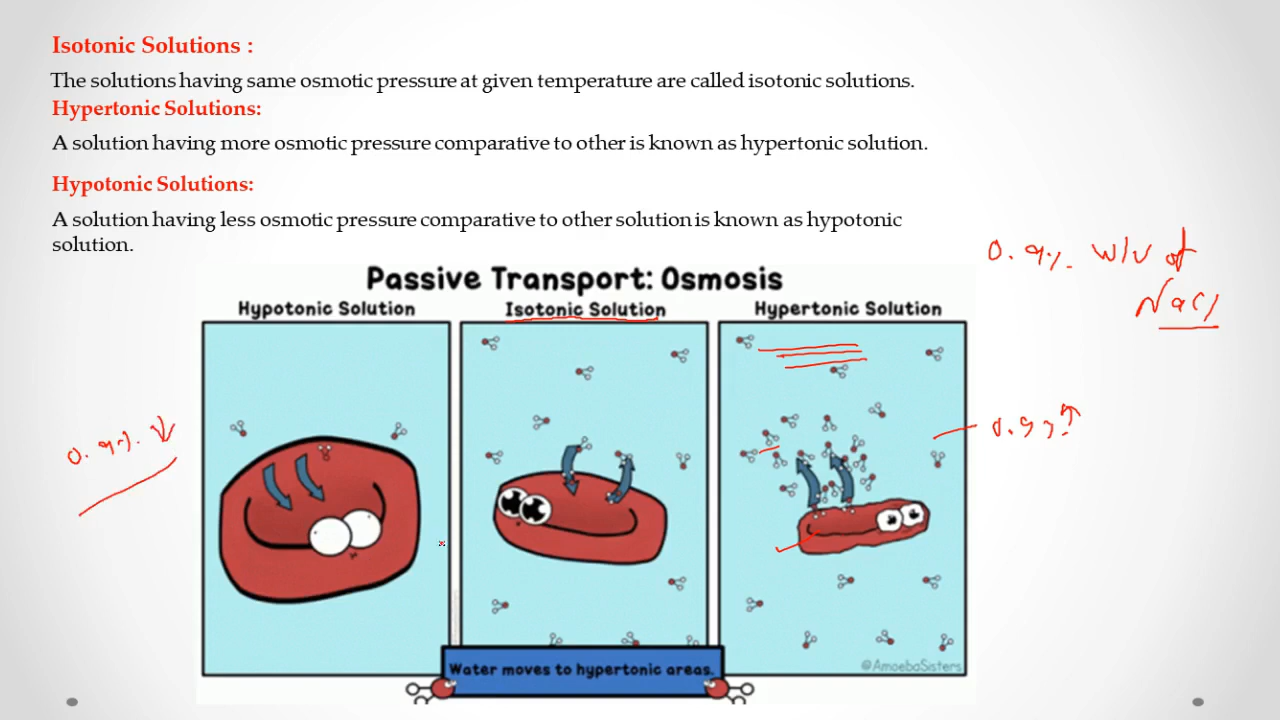 Isotonic Solutions :
The solutions having same osmotic pressure at given temperature are called isotonic solutions.
Hypertonic Solutions:
A solution having more osmotic pressure comparative to other is known as hypertonic solution.
Hypotonic Solutions:
A solution having less osmotic pressure comparative to other solution is known as hypotonic
solution.
0.9%. w/v of
NaCl
Passive Transport: Osmosis
Hypotonic Solution
Isotonic Solution
Hypertonic Solution
0.9%. ↓
0.9 ↑
Water moves to hypertonic areas.
@AmoebaSisters